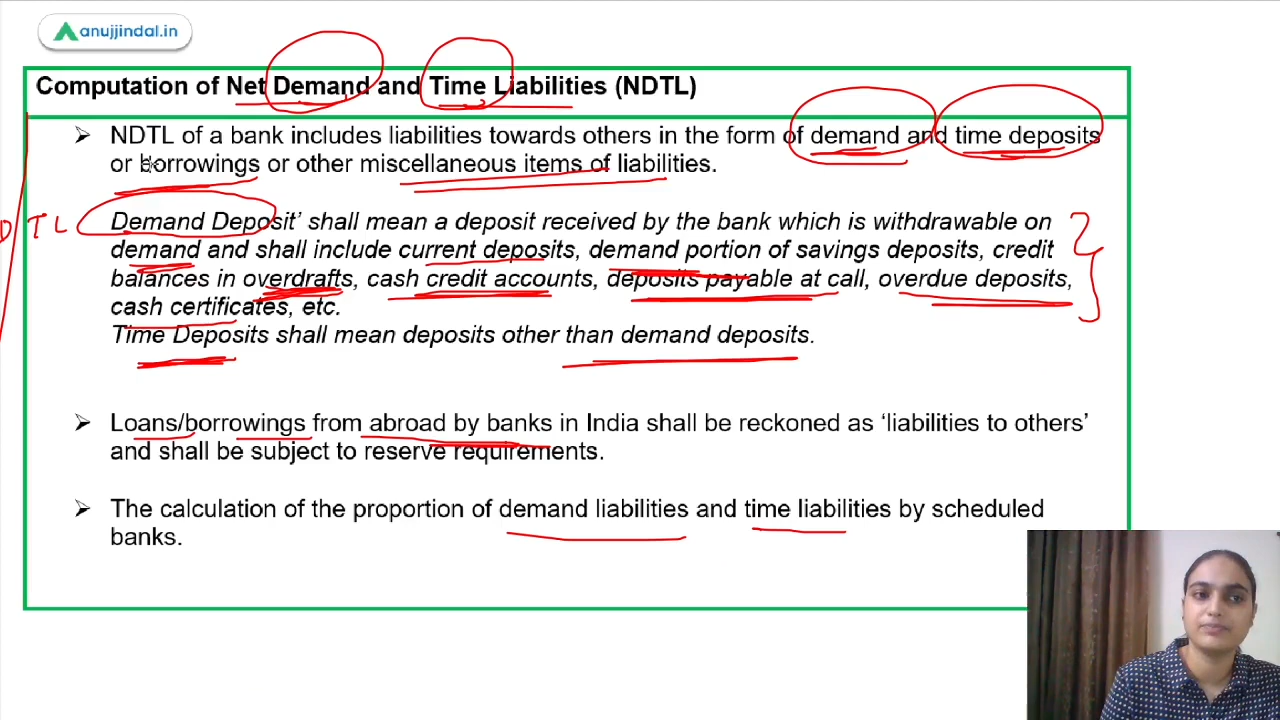 anujjindal.in
Computation of Net Demand and Time Liabilities (NDTL)
➤ NDTL of a bank includes liabilities towards others in the form of demand and time deposits
or borrowings or other miscellaneous items of liabilities.
Demand Deposit’ shall mean a deposit received by the bank which is withdrawable on
demand and shall include current deposits, demand portion of savings deposits, credit
balances in overdrafts, cash credit accounts, deposits payable at call, overdue deposits,
cash certificates, etc.
Time Deposits shall mean deposits other than demand deposits.
➤ Loans/borrowings from abroad by banks in India shall be reckoned as ‘liabilities to others’
and shall be subject to reserve requirements.
➤ The calculation of the proportion of demand liabilities and time liabilities by scheduled
banks.
D TL